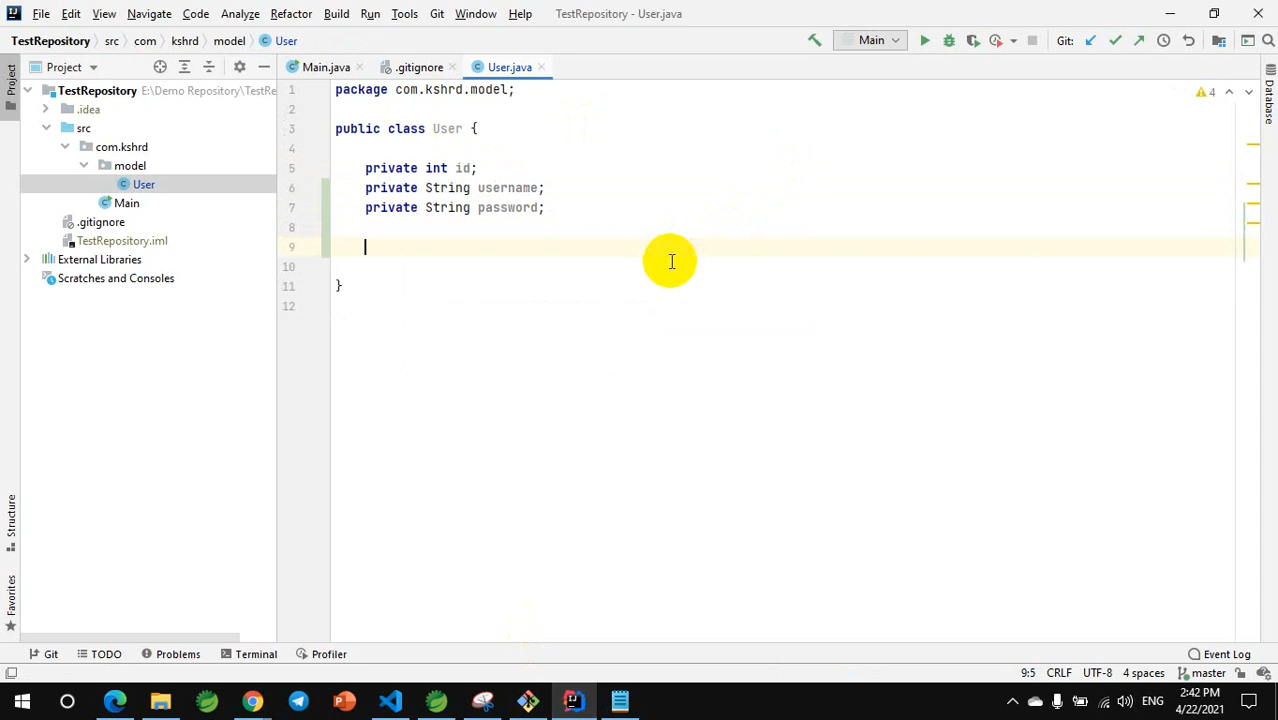 File Edit View Navigate Code Analyze Refactor Build Run Tools Git Window Help TestRepository - User.java
TestRepository src com kshrd model User Main Git:
Project Main.java .gitignore User.java
Project
TestRepository E:\Demo Repository\TestRe
.idea
src
com.kshrd
model
User
Main
.gitignore
TestRepository.iml
External Libraries
Scratches and Consoles
Structure
Favorites
1 package com.kshrd.model;
2
3 public class User {
4
5 private int id;
6 private String username;
7 private String password;
8
9
10
11 }
12
4
Database
Git TODO Problems Terminal Profiler Event Log
9:5 CRLF UTF-8 4 spaces master
ENG 2:42 PM
4/22/2021